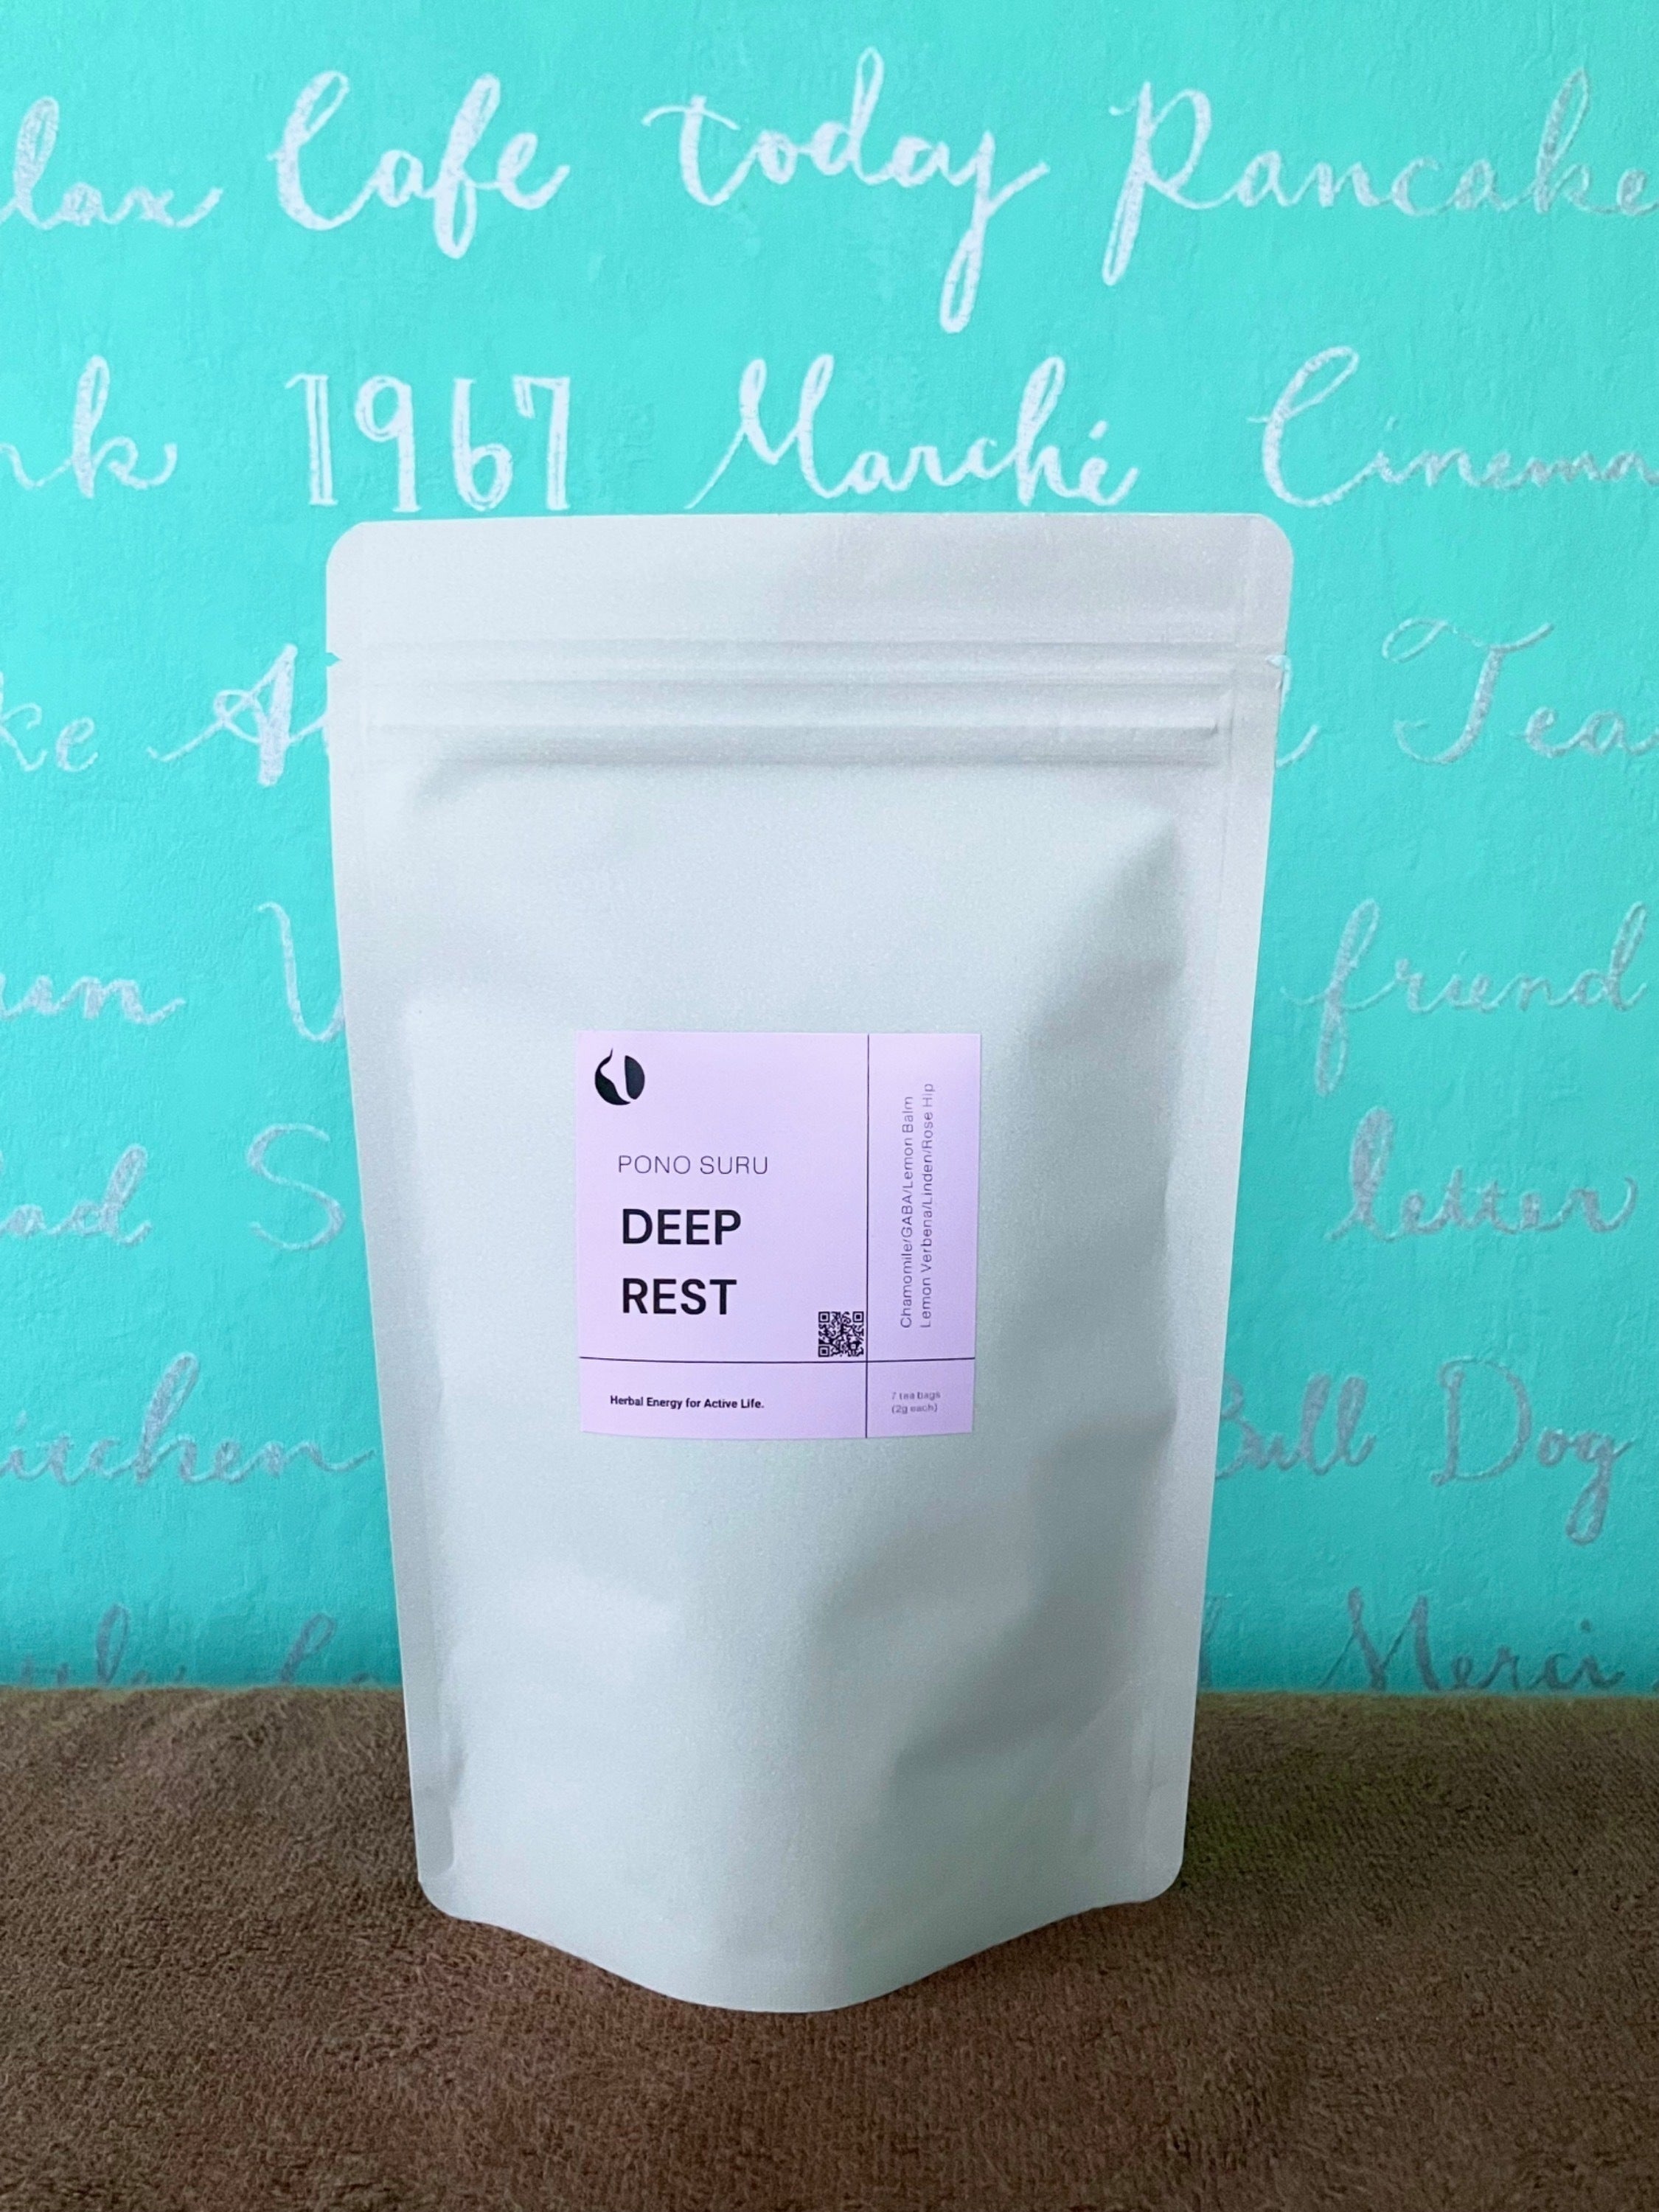 Cafe today Pancake
1967 Marché Cinema
Tea
friend
letter
Bull Dog
Merci
PONO SURU
DEEP
REST
Chamomile/GABA/Lemon Balm
Lemon Verbena/Linden/Rose Hip
Herbal Energy for Active Life.
7 tea bags
(2g each)